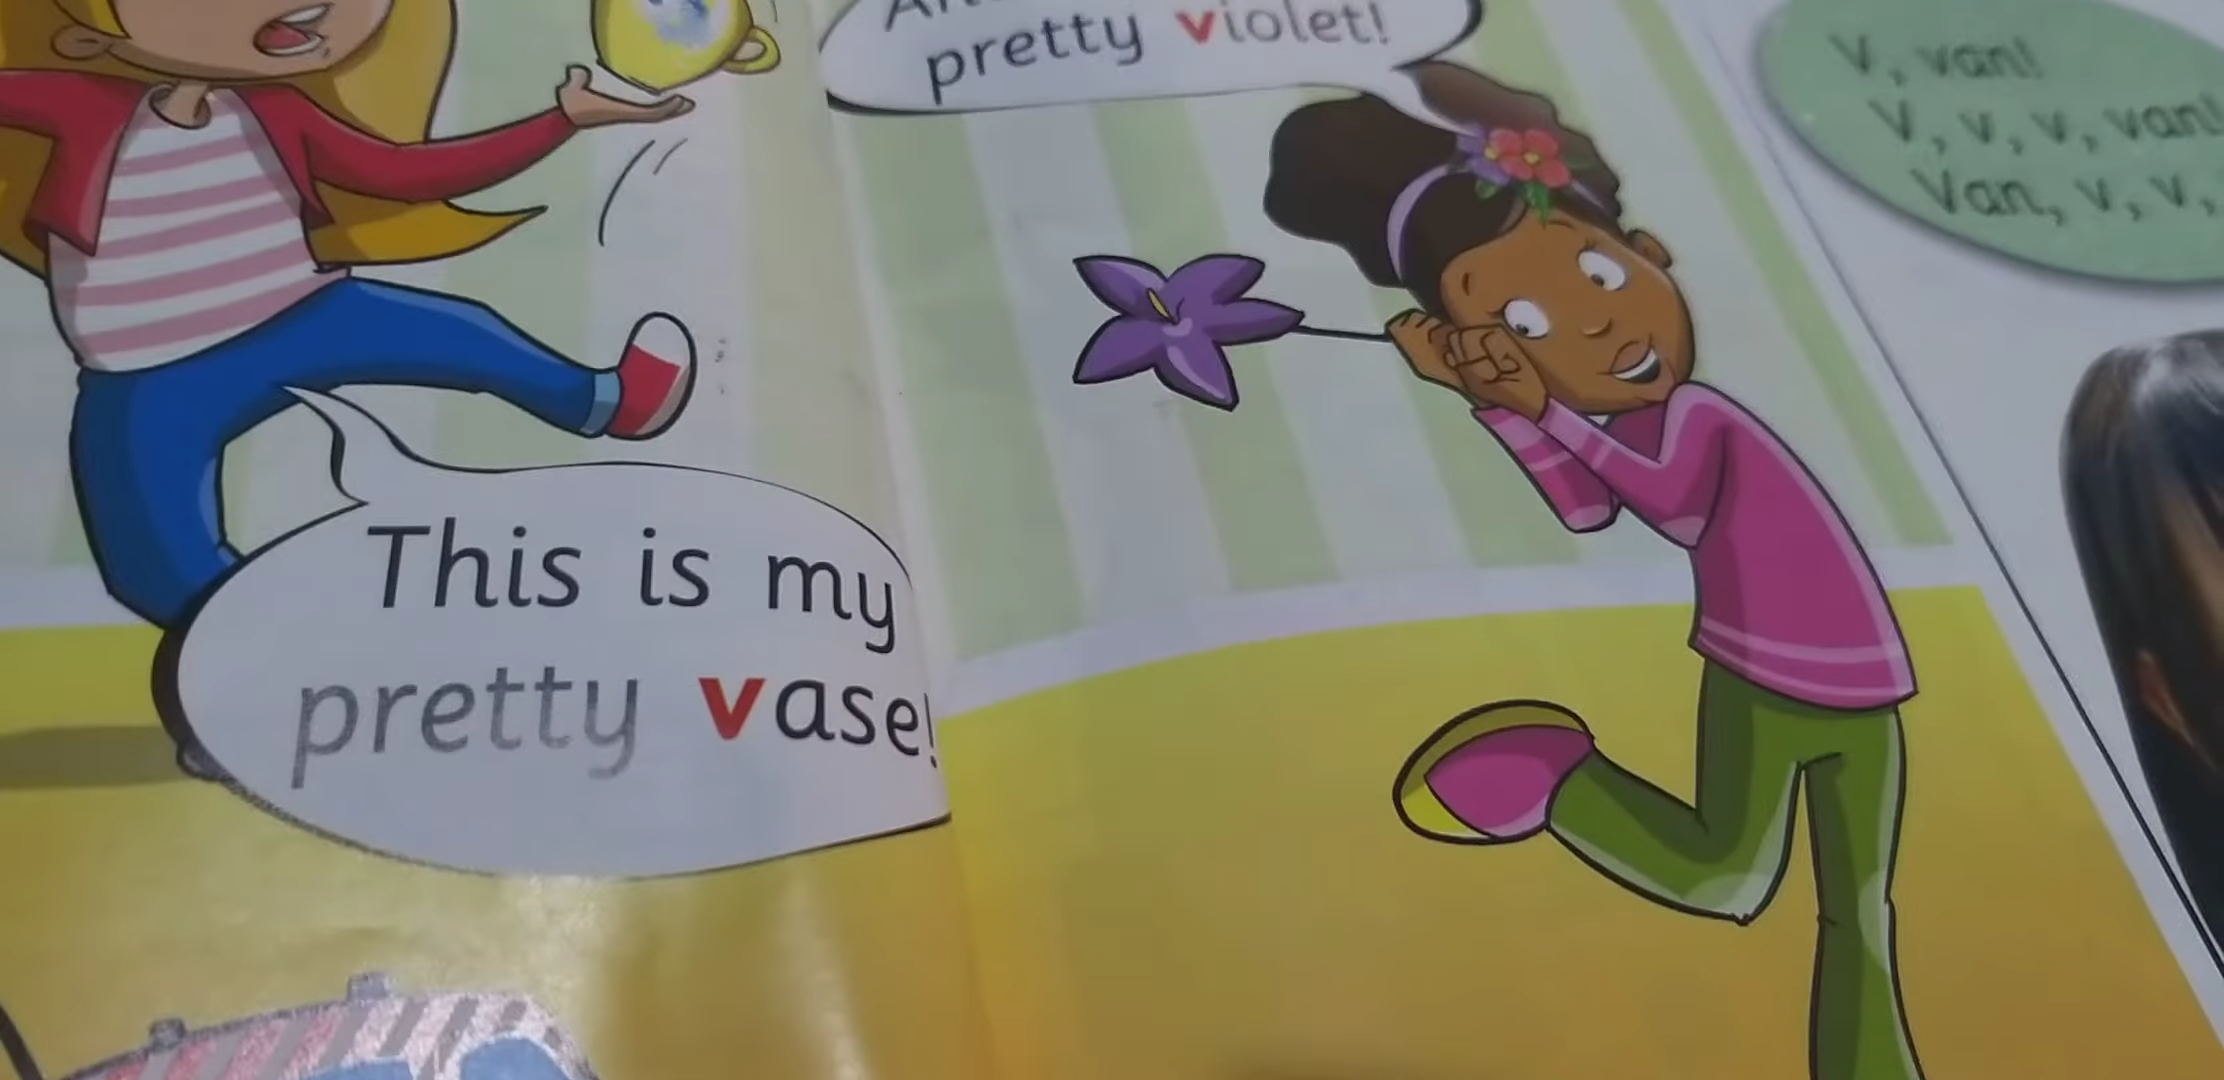 pretty violet!
V, van!
V, v, v, van!
Van, v, v,
This is my
pretty vase!